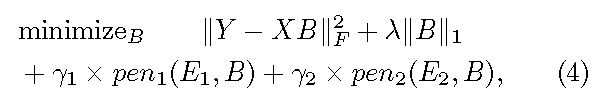 minimize_B ‖Y − XB‖_F^2 + λ‖B‖_1
+ γ_1 × pen_1(E_1, B) + γ_2 × pen_2(E_2, B), (4)